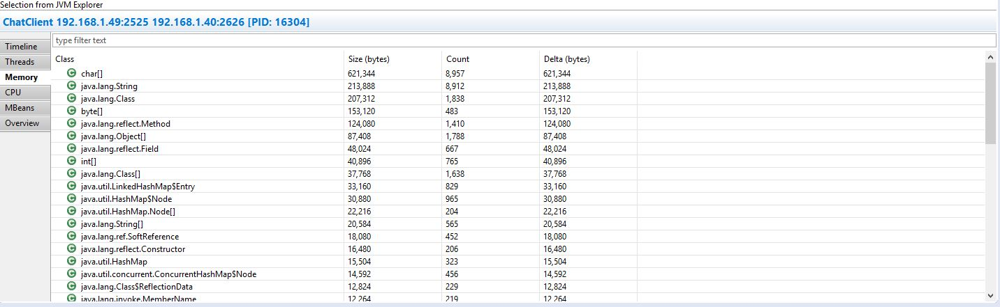 Selection from JVM Explorer
ChatClient 192.168.1.49:2525 192.168.1.40:2626 [PID: 16304]
Timeline
Threads
Memory
CPU
MBeans
Overview
type filter text
Class Size (bytes) Count Delta (bytes)
C char[] 621,344 8,957 621,344
C java.lang.String 213,888 8,912 213,888
C java.lang.Class 207,312 1,838 207,312
C byte[] 153,120 483 153,120
C java.lang.reflect.Method 124,080 1,410 124,080
C java.lang.Object[] 87,408 1,788 87,408
C java.lang.reflect.Field 48,024 667 48,024
C int[] 40,896 765 40,896
C java.lang.Class[] 37,768 1,638 37,768
C java.util.LinkedHashMap$Entry 33,160 829 33,160
C java.util.HashMap$Node 30,880 965 30,880
C java.util.HashMap.Node[] 22,216 204 22,216
C java.lang.String[] 20,584 565 20,584
C java.lang.ref.SoftReference 18,080 452 18,080
C java.lang.reflect.Constructor 16,480 206 16,480
C java.util.HashMap 15,504 323 15,504
C java.util.concurrent.ConcurrentHashMap$Node 14,592 456 14,592
C java.lang.Class$ReflectionData 12,824 229 12,824
C java.lang.invoke.MemberName 12,264 219 12,264